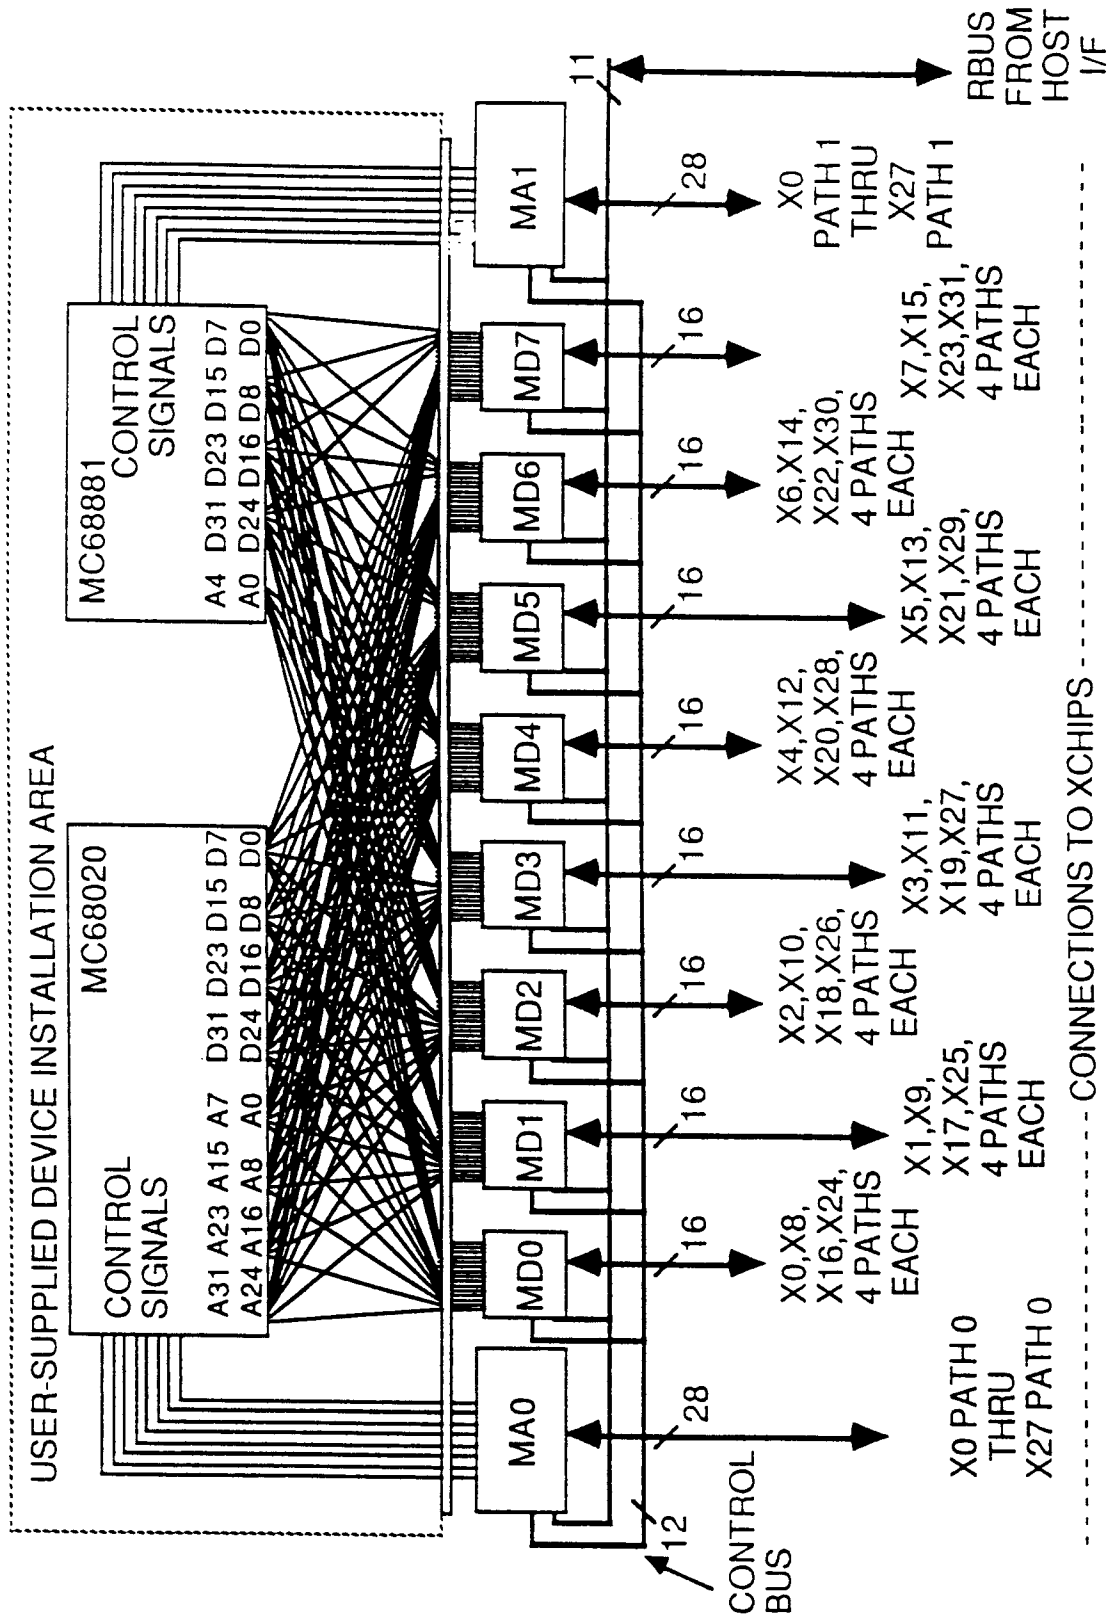 USER-SUPPLIED DEVICE INSTALLATION AREA
CONTROL
SIGNALS
MC68020
A31 A23 A15 A7 D31 D23 D15 D7
A24 A16 A8 A0 D24 D16 D8 D0
MC68881
CONTROL
SIGNALS
A4 D31 D23 D15 D7
A0 D24 D16 D8 D0
MA0
MD0
MD1
MD2
MD3
MD4
MD5
MD6
MD7
MA1
11
12
CONTROL
BUS
28
16
16
16
16
16
16
16
16
28
X0 PATH 0
THRU
X27 PATH 0
X0,X8,
X16,X24,
4 PATHS
EACH
X1,X9,
X17,X25,
4 PATHS
EACH
X2,X10,
X18,X26,
4 PATHS
EACH
X3,X11,
X19,X27,
4 PATHS
EACH
X4,X12,
X20,X28,
4 PATHS
EACH
X5,X13,
X21,X29,
4 PATHS
EACH
X6,X14,
X22,X30,
4 PATHS
EACH
X7,X15,
X23,X31,
4 PATHS
EACH
X0
PATH 1
THRU
X27
PATH 1
RBUS
FROM
HOST
I/F
CONNECTIONS TO XCHIPS